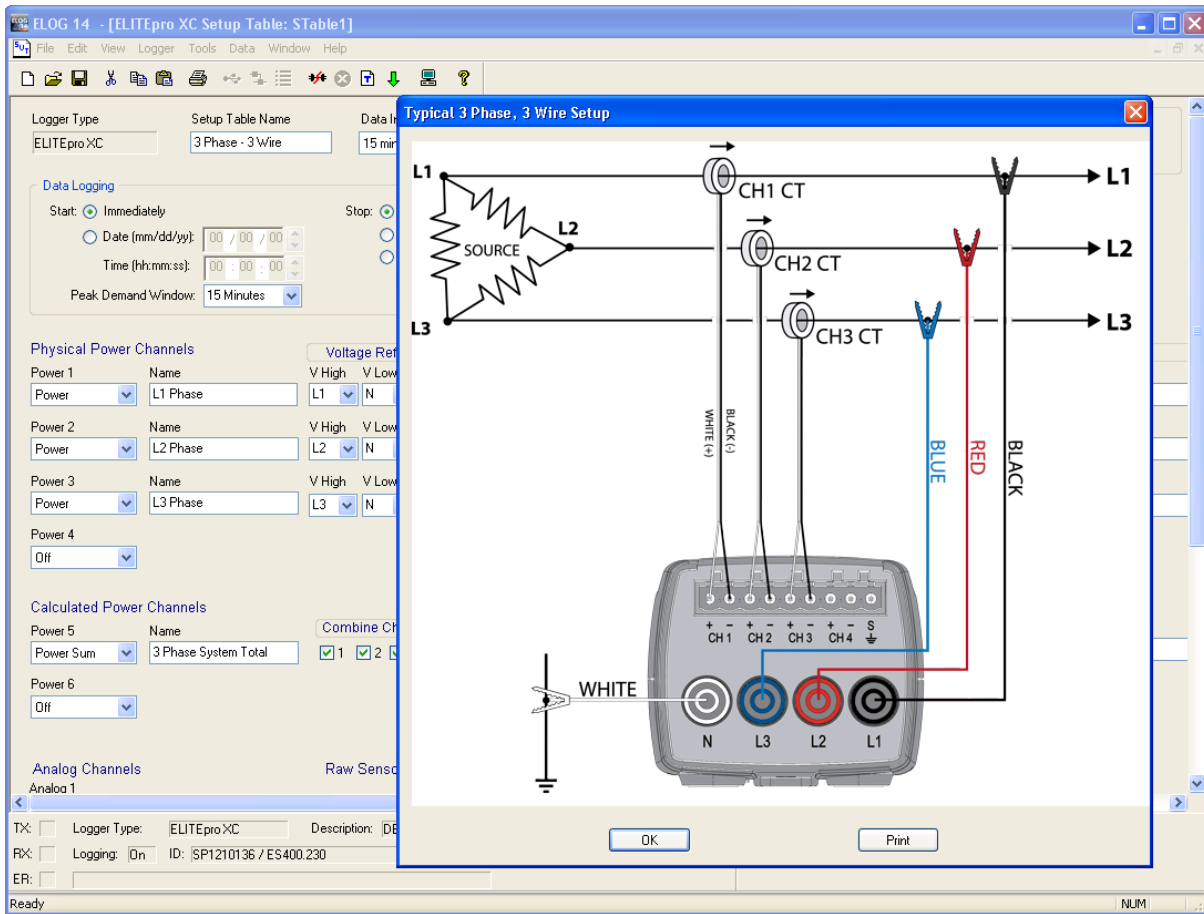 ELOG 14 - [ELITEpro XC Setup Table: STable1]
File Edit View Logger Tools Data Window Help
Logger Type
Setup Table Name
Data In
ELITEpro XC
3 Phase - 3 Wire
15 min
Data Logging
Start: Immediately
Stop:
Date (mm/dd/yy): 00 / 00 / 00
Time (hh:mm:ss): 00 : 00 : 00
Peak Demand Window: 15 Minutes
Physical Power Channels
Voltage Ref
Power 1 Name V High V Low
Power L1 Phase L1 N
Power 2 Name V High V Low
Power L2 Phase L2 N
Power 3 Name V High V Low
Power L3 Phase L3 N
Power 4
Off
Calculated Power Channels
Power 5 Name Combine Ch
Power Sum 3 Phase System Total 1 2
Power 6
Off
Analog Channels Raw Senso
Analog 1
TX: Logger Type: ELITEpro XC Description: DE
RX: Logging: On ID: SP1210136 / ES400.230
ER:
Ready NUM
Typical 3 Phase, 3 Wire Setup
L1 CH1 CT L1
L2 CH2 CT L2
SOURCE
L3 CH3 CT L3
WHITE (+)
BLACK (-)
BLUE
RED
BLACK
+ - + - + - + - S
CH 1 CH 2 CH 3 CH 4
WHITE
N L3 L2 L1
OK Print